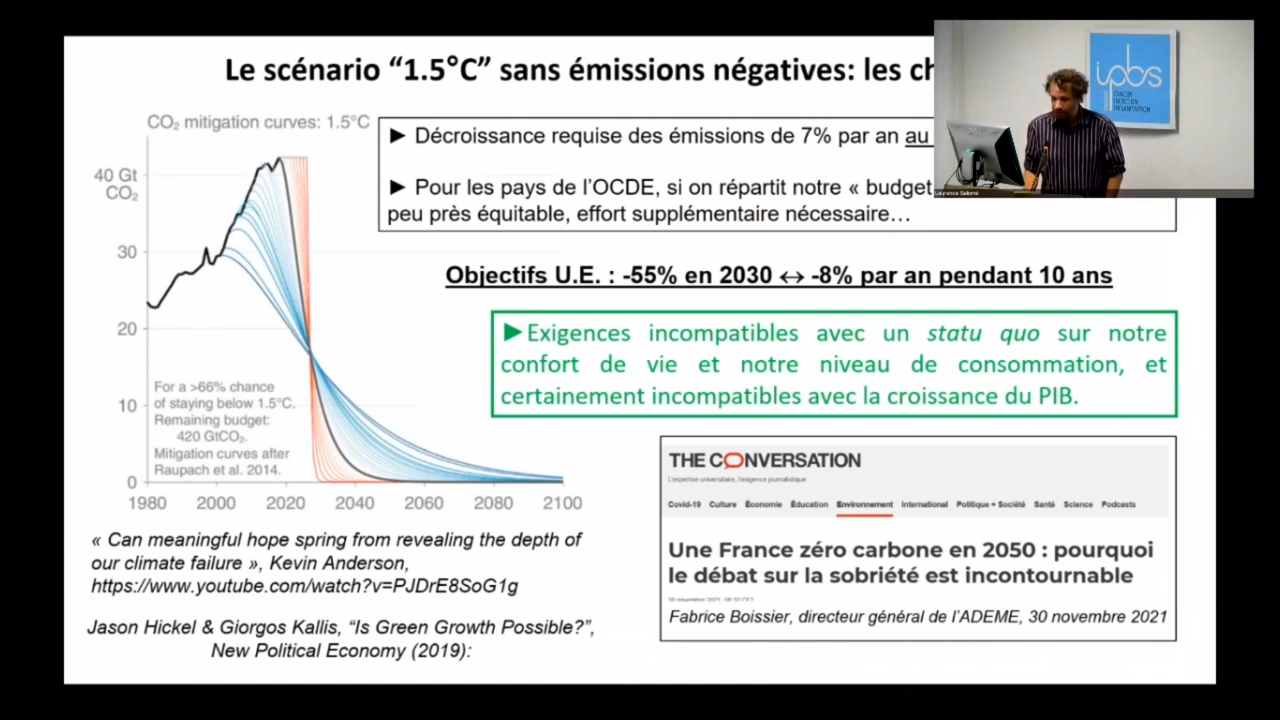 Le scénario “1.5°C” sans émissions négatives: les ch
CO₂ mitigation curves: 1.5°C
40 Gt
CO₂
30
20
10
0
For a >66% chance
of staying below 1.5°C.
Remaining budget:
420 GtCO₂.
Mitigation curves after
Raupach et al. 2014.
1980 2000 2020 2040 2060 2080 2100
► Décroissance requise des émissions de 7% par an au
► Pour les pays de l’OCDE, si on répartit notre « budget
peu près équitable, effort supplémentaire nécessaire…
ipbs
CANCER
INFECTION
INFLAMMATION
Laurence Salomé
Objectifs U.E. : -55% en 2030 ↔ -8% par an pendant 10 ans
►Exigences incompatibles avec un statu quo sur notre
confort de vie et notre niveau de consommation, et
certainement incompatibles avec la croissance du PIB.
THE CONVERSATION
L’expertise universitaire, l’exigence journalistique
Covid-19 Culture Économie Éducation Environnement International Politique + Société Santé Science Podcasts
Une France zéro carbone en 2050 : pourquoi
le débat sur la sobriété est incontournable
Fabrice Boissier, directeur général de l’ADEME, 30 novembre 2021
« Can meaningful hope spring from revealing the depth of
our climate failure », Kevin Anderson,
https://www.youtube.com/watch?v=PJDrE8SoG1g
Jason Hickel & Giorgos Kallis, “Is Green Growth Possible?”,
New Political Economy (2019):